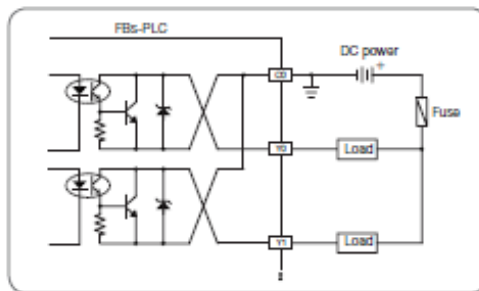 FBs-PLC
DC power
+
C0
Fuse
Y0
Load
Y1
Load